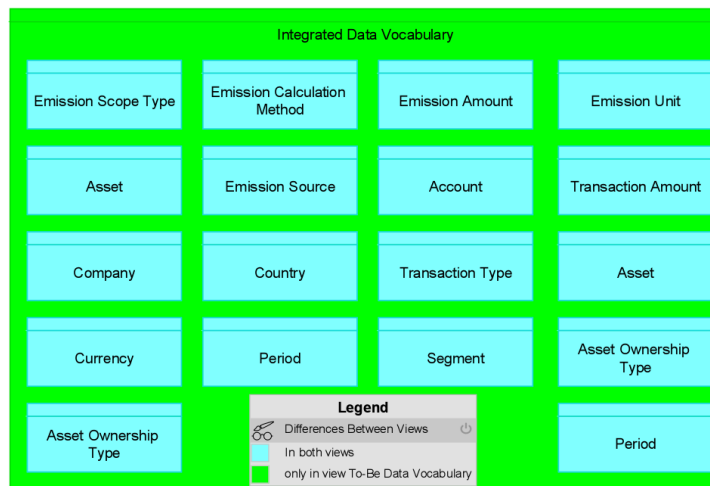 Integrated Data Vocabulary
Emission Scope Type
Emission Calculation
Method
Emission Amount
Emission Unit
Asset
Emission Source
Account
Transaction Amount
Company
Country
Transaction Type
Asset
Currency
Period
Segment
Asset Ownership
Type
Asset Ownership
Type
Period
Legend
Differences Between Views
In both views
only in view To-Be Data Vocabulary